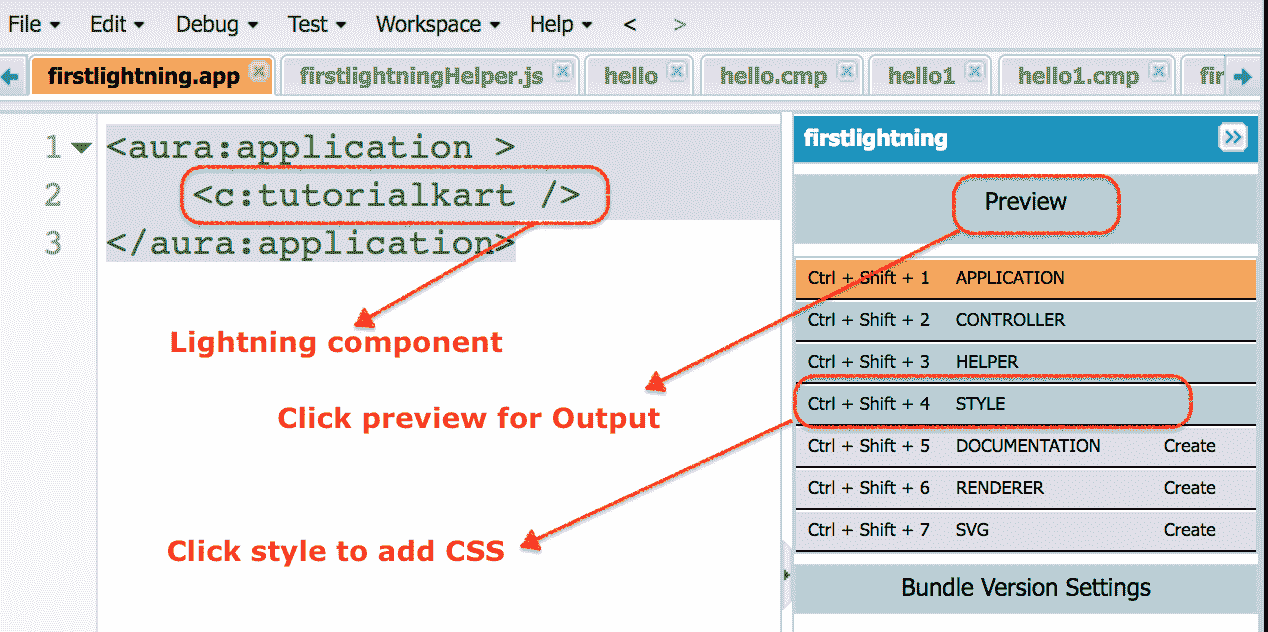 File Edit Debug Test Workspace Help < >
firstlightning.app firstlightningHelper.js hello hello.cmp hello1 hello1.cmp fir
1 <aura:application >
2 <c:tutorialkart />
3 </aura:application>
Lightning component
Click preview for Output
Click style to add CSS
firstlightning
Preview
Ctrl + Shift + 1 APPLICATION
Ctrl + Shift + 2 CONTROLLER
Ctrl + Shift + 3 HELPER
Ctrl + Shift + 4 STYLE
Ctrl + Shift + 5 DOCUMENTATION Create
Ctrl + Shift + 6 RENDERER Create
Ctrl + Shift + 7 SVG Create
Bundle Version Settings